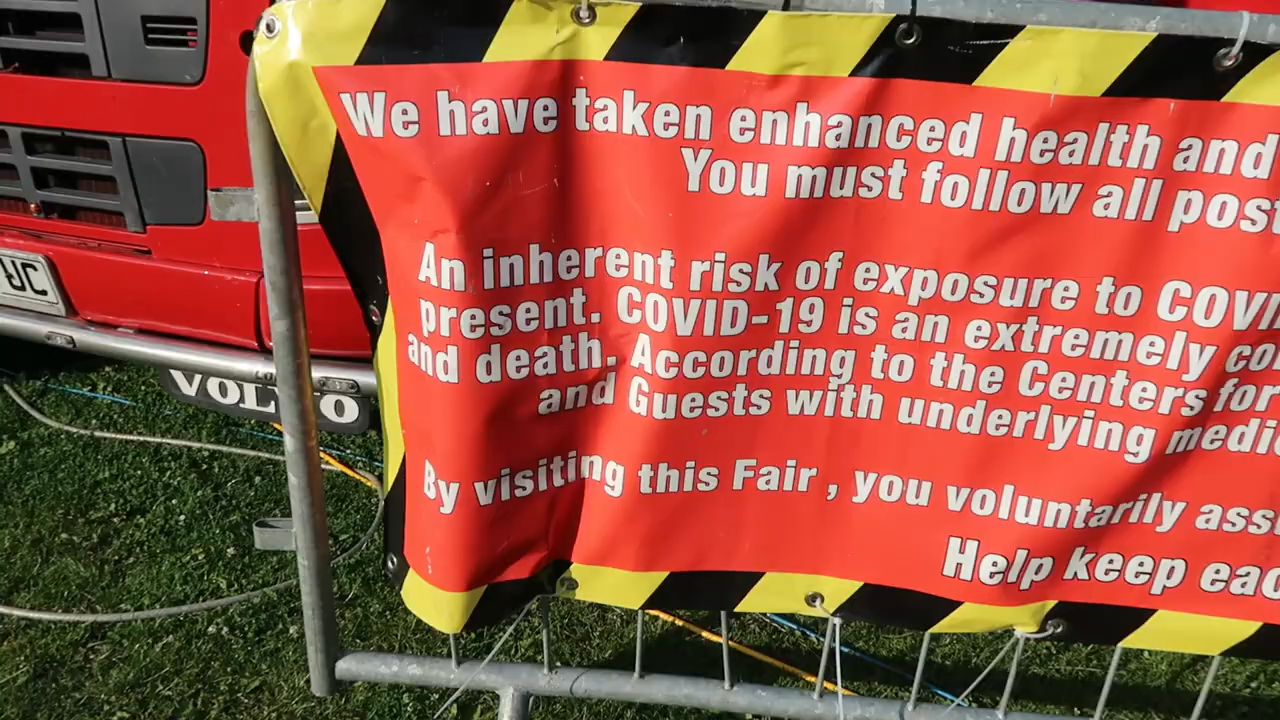 We have taken enhanced health and
You must follow all post
An inherent risk of exposure to COVI
present. COVID-19 is an extremely co
and death. According to the Centers for
and Guests with underlying medic
By visiting this Fair , you voluntarily ass
Help keep eac
JC
VOLVO